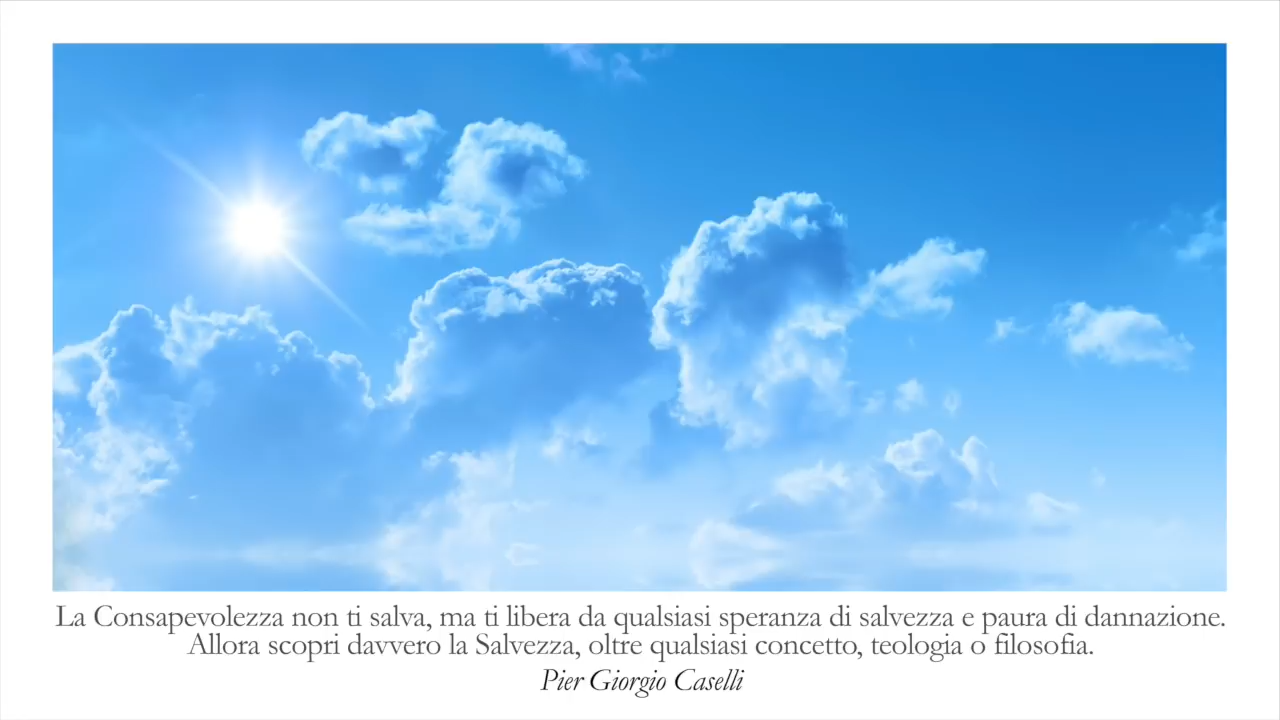 La Consapevolezza non ti salva, ma ti libera da qualsiasi speranza di salvezza e paura di dannazione.
Allora scopri davvero la Salvezza, oltre qualsiasi concetto, teologia o filosofia.
Pier Giorgio Caselli